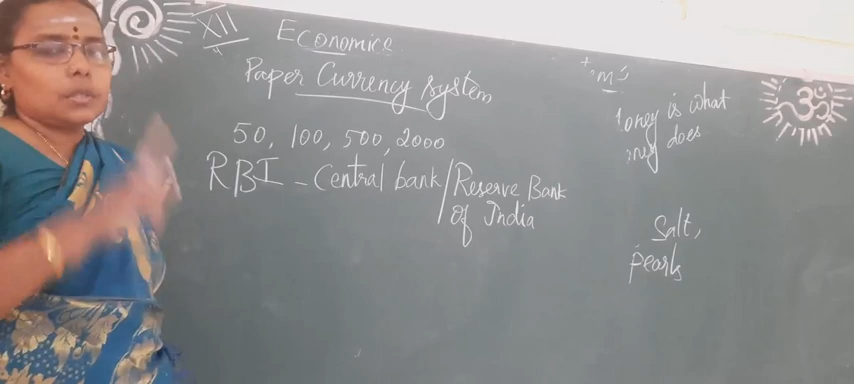 XII
Economics
Paper Currency system
50, 100, 500, 2000
RBI - Central bank / Reserve Bank
of India
"m"
oney is what
oney does
Salt,
pearls
ॐ